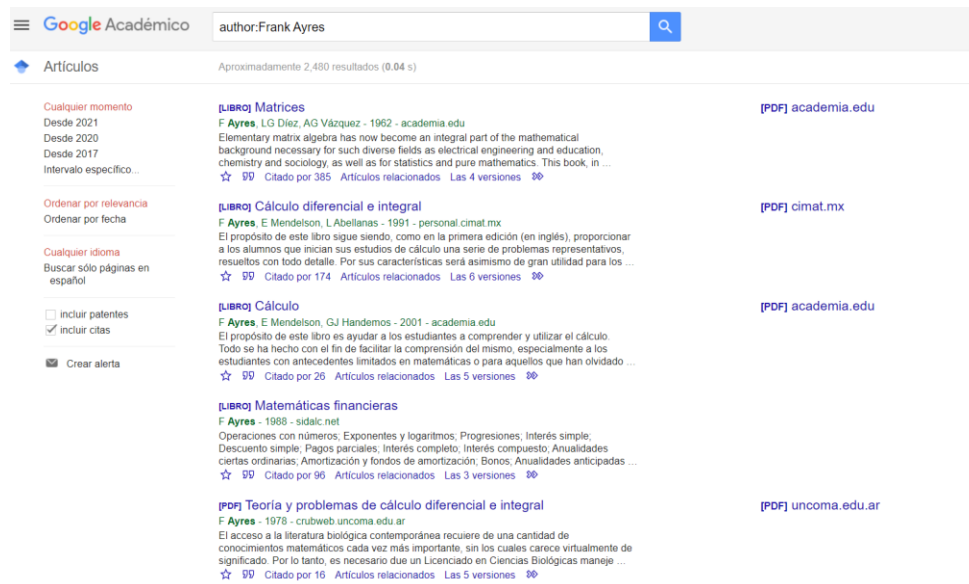 Google Académico
author:Frank Ayres
Artículos
Aproximadamente 2,480 resultados (0.04 s)
Cualquier momento
Desde 2021
Desde 2020
Desde 2017
Intervalo específico...
Ordenar por relevancia
Ordenar por fecha
Cualquier idioma
Buscar sólo páginas en
español
incluir patentes
incluir citas
Crear alerta
[LIBRO] Matrices
[PDF] academia.edu
F Ayres, LG Díez, AG Vázquez - 1962 - academia.edu
Elementary matrix algebra has now become an integral part of the mathematical
background necessary for such diverse fields as electrical engineering and education,
chemistry and sociology, as well as for statistics and pure mathematics. This book, in ...
Citado por 385 Artículos relacionados Las 4 versiones
[LIBRO] Cálculo diferencial e integral
[PDF] cimat.mx
F Ayres, E Mendelson, L Abellanas - 1991 - personal.cimat.mx
El propósito de este libro sigue siendo, como en la primera edición (en inglés), proporcionar
a los alumnos que inician sus estudios de cálculo una serie de problemas representativos,
resueltos con todo detalle. Por sus características será asimismo de gran utilidad para los ...
Citado por 174 Artículos relacionados Las 6 versiones
[LIBRO] Cálculo
[PDF] academia.edu
F Ayres, E Mendelson, GJ Handemos - 2001 - academia.edu
El propósito de este libro es ayudar a los estudiantes a comprender y utilizar el cálculo.
Todo se ha hecho con el fin de facilitar la comprensión del mismo, especialmente a los
estudiantes con antecedentes limitados en matemáticas o para aquellos que han olvidado ...
Citado por 26 Artículos relacionados Las 5 versiones
[LIBRO] Matemáticas financieras
F Ayres - 1988 - sidalc.net
Operaciones con números; Exponentes y logaritmos; Progresiones; Interés simple;
Descuento simple; Pagos parciales; Interés completo; Interés compuesto; Anualidades
ciertas ordinarias; Amortización y fondos de amortización; Bonos; Anualidades anticipadas ...
Citado por 96 Artículos relacionados Las 3 versiones
[PDF] Teoría y problemas de cálculo diferencial e integral
[PDF] uncoma.edu.ar
F Ayres - 1978 - crubweb.uncoma.edu.ar
El acceso a la literatura biológica contemporánea recuiere de una cantidad de
conocimientos matemáticos cada vez más importante, sin los cuales carece virtualmente de
significado. Por lo tanto, es necesario due un Licenciado en Ciencias Biológicas maneje ...
Citado por 16 Artículos relacionados Las 5 versiones